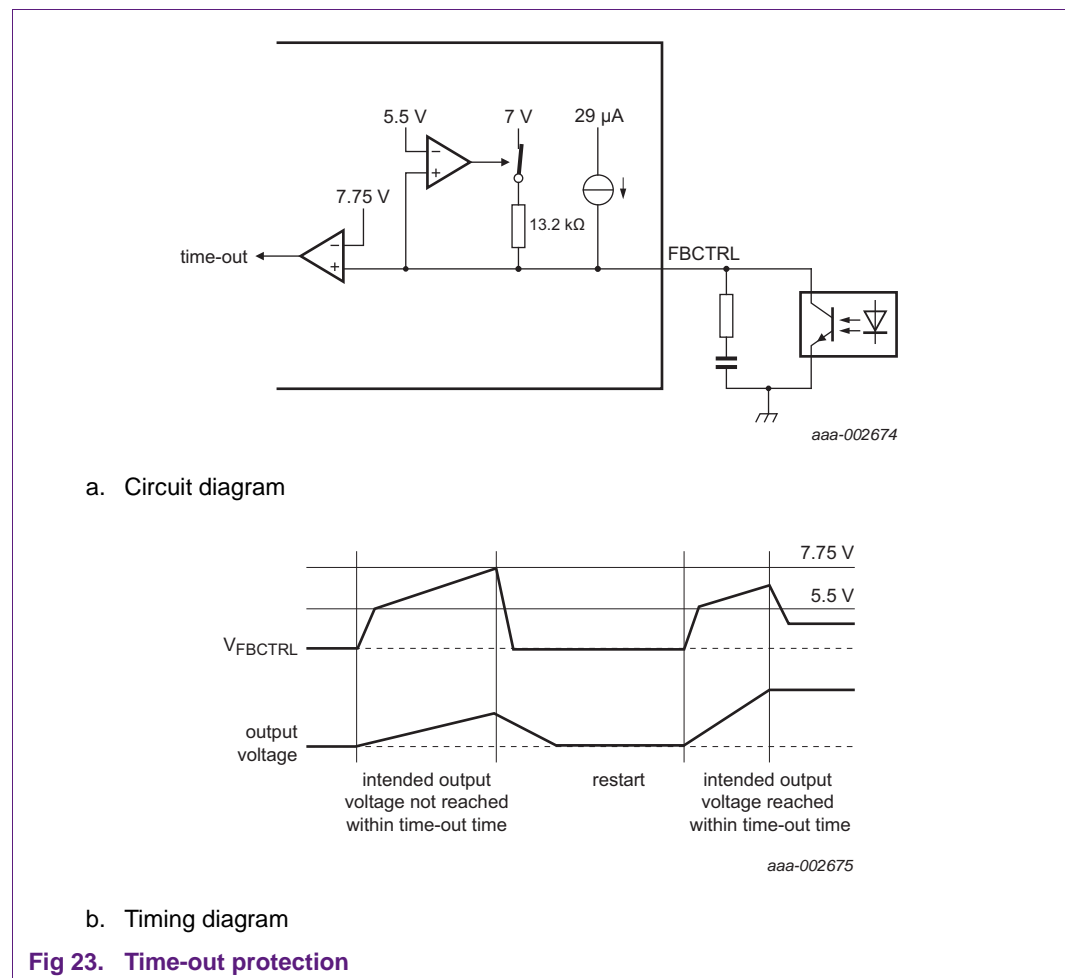 5.5 V
7 V
29 µA
7.75 V
13.2 kΩ
time-out
FBCTRL
aaa-002674
a. Circuit diagram
7.75 V
5.5 V
VFBCTRL
output
voltage
intended output
voltage not reached
within time-out time
restart
intended output
voltage reached
within time-out time
aaa-002675
b. Timing diagram
Fig 23. Time-out protection